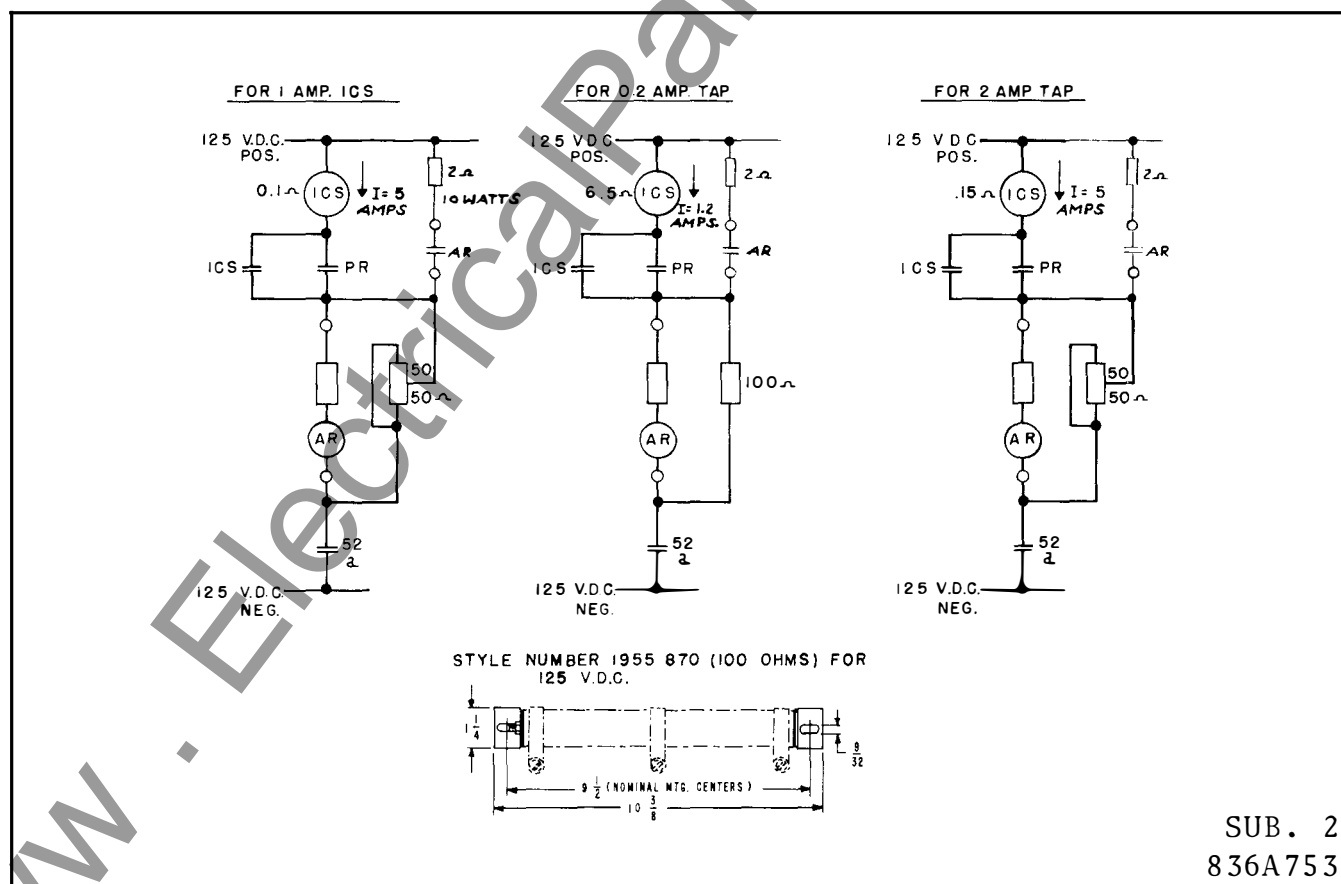 FOR 1 AMP. ICS
125 V.D.C.
POS.
0.1Ω
ICS
I= 5
AMPS
2Ω
10 WATTS
AR
ICS
PR
50
50Ω
AR
52
a
125 V.D.C.
NEG.
FOR 0.2 AMP. TAP
125 VDC
POS.
6.5Ω
ICS
I=1.2
AMPS.
2Ω
AR
ICS
PR
100Ω
AR
52
a
125 V.D.C.
NEG.
FOR 2 AMP TAP
125 V.D.C.
POS.
.15Ω
ICS
I=5
AMPS
2Ω
AR
ICS
PR
50
50Ω
AR
52
a
125 V.D.C.
NEG.
STYLE NUMBER 1955 870 (100 OHMS) FOR
125 V.D.C.
1 1/4
9/32
9 1/2 (NOMINAL MTG. CENTERS)
10 3/8
SUB. 2
836A753
www . ElectricalPar